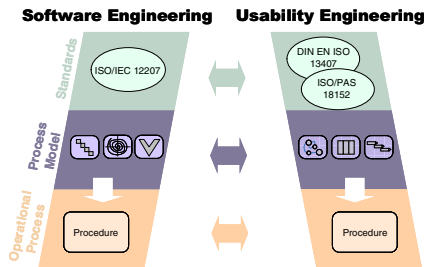 Software Engineering
Usability Engineering
Standards
ISO/IEC 12207
DIN EN ISO
13407
ISO/PAS
18152
Process
Model
Operational
Process
Procedure
Procedure